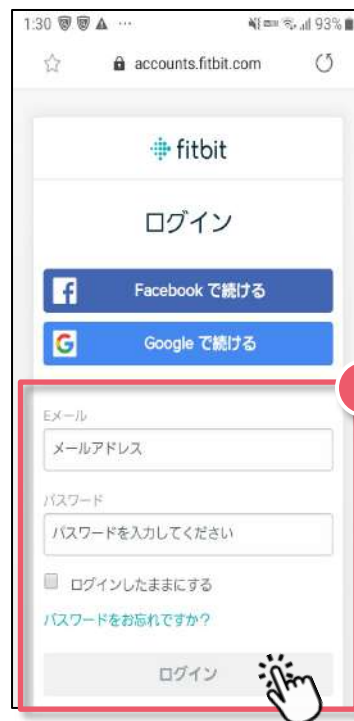 1:30 93%
accounts.fitbit.com
fitbit
ログイン
Facebook で続ける
Google で続ける
Eメール
メールアドレス
パスワード
パスワードを入力してください
ログインしたままにする
パスワードをお忘れですか?
ログイン